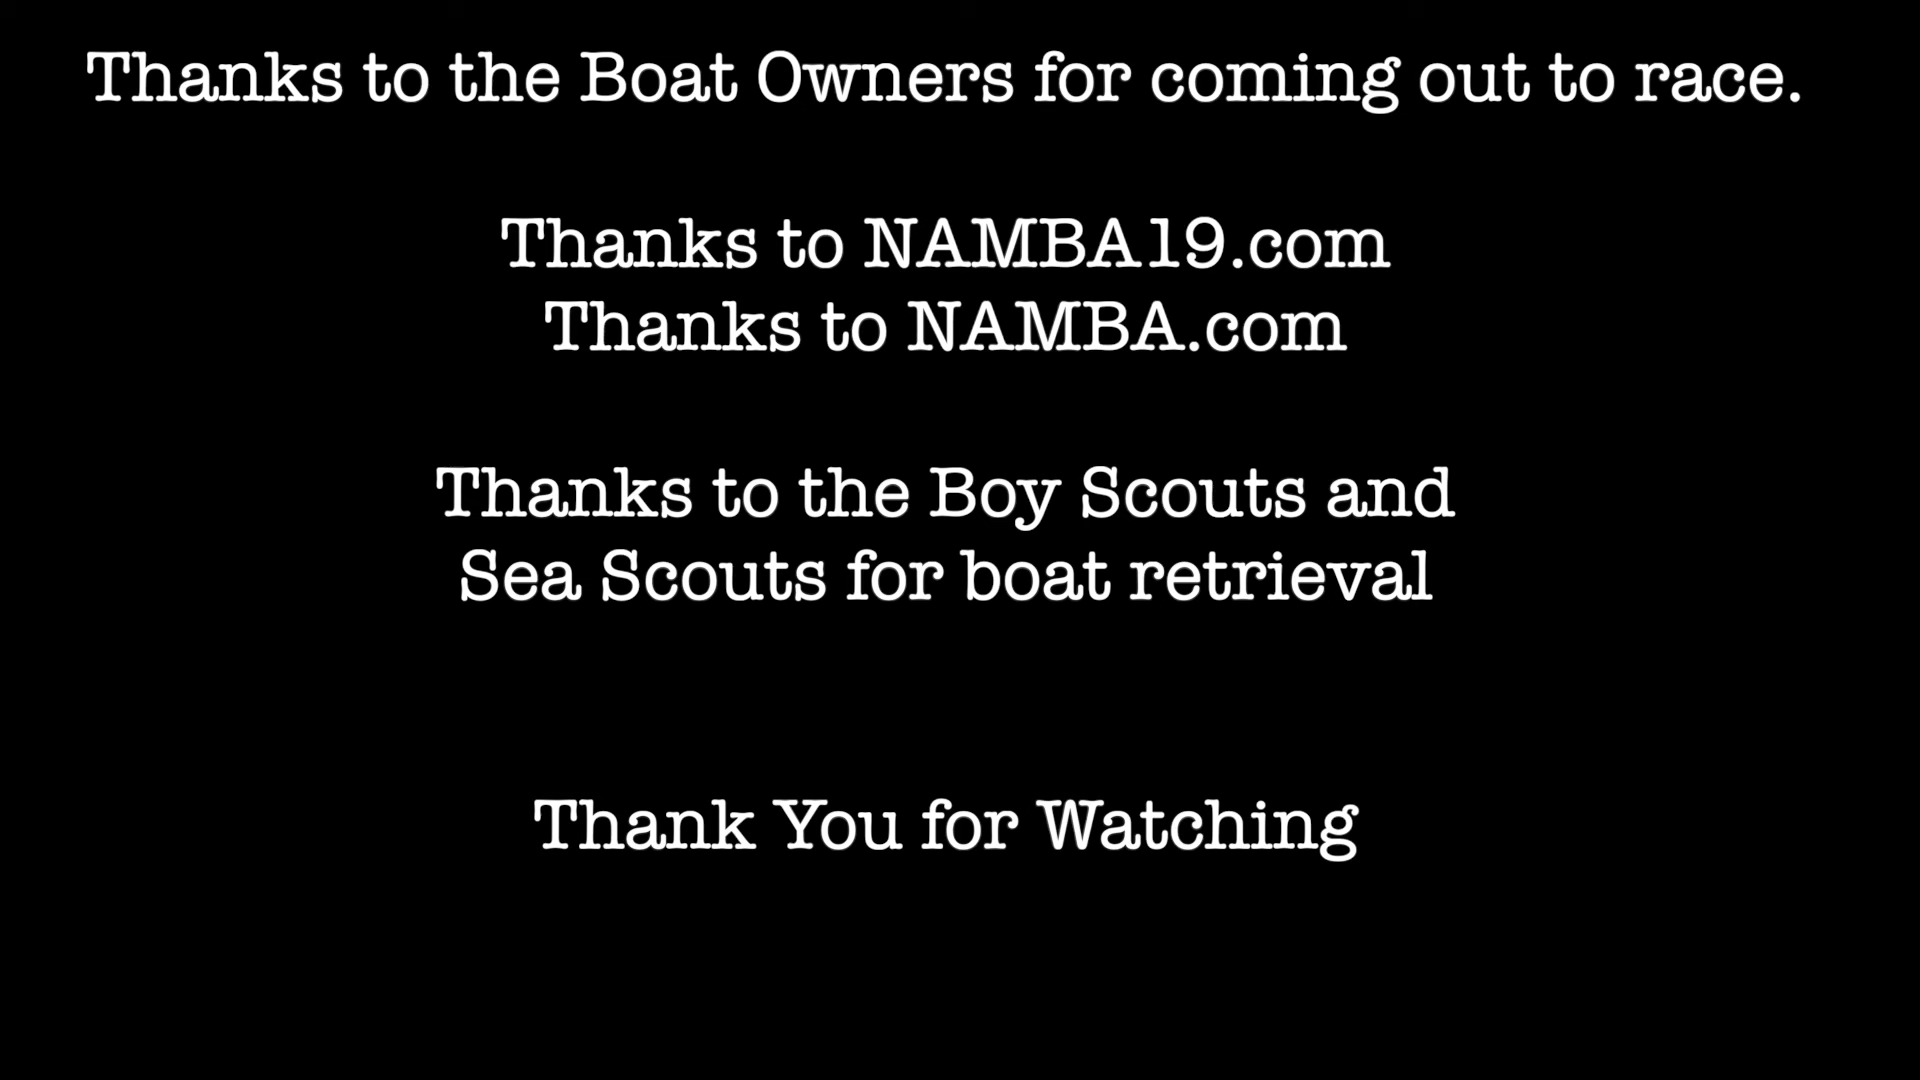 Thanks to the Boat Owners for coming out to race.
Thanks to NAMBA19.com
Thanks to NAMBA.com
Thanks to the Boy Scouts and
Sea Scouts for boat retrieval
Thank You for Watching